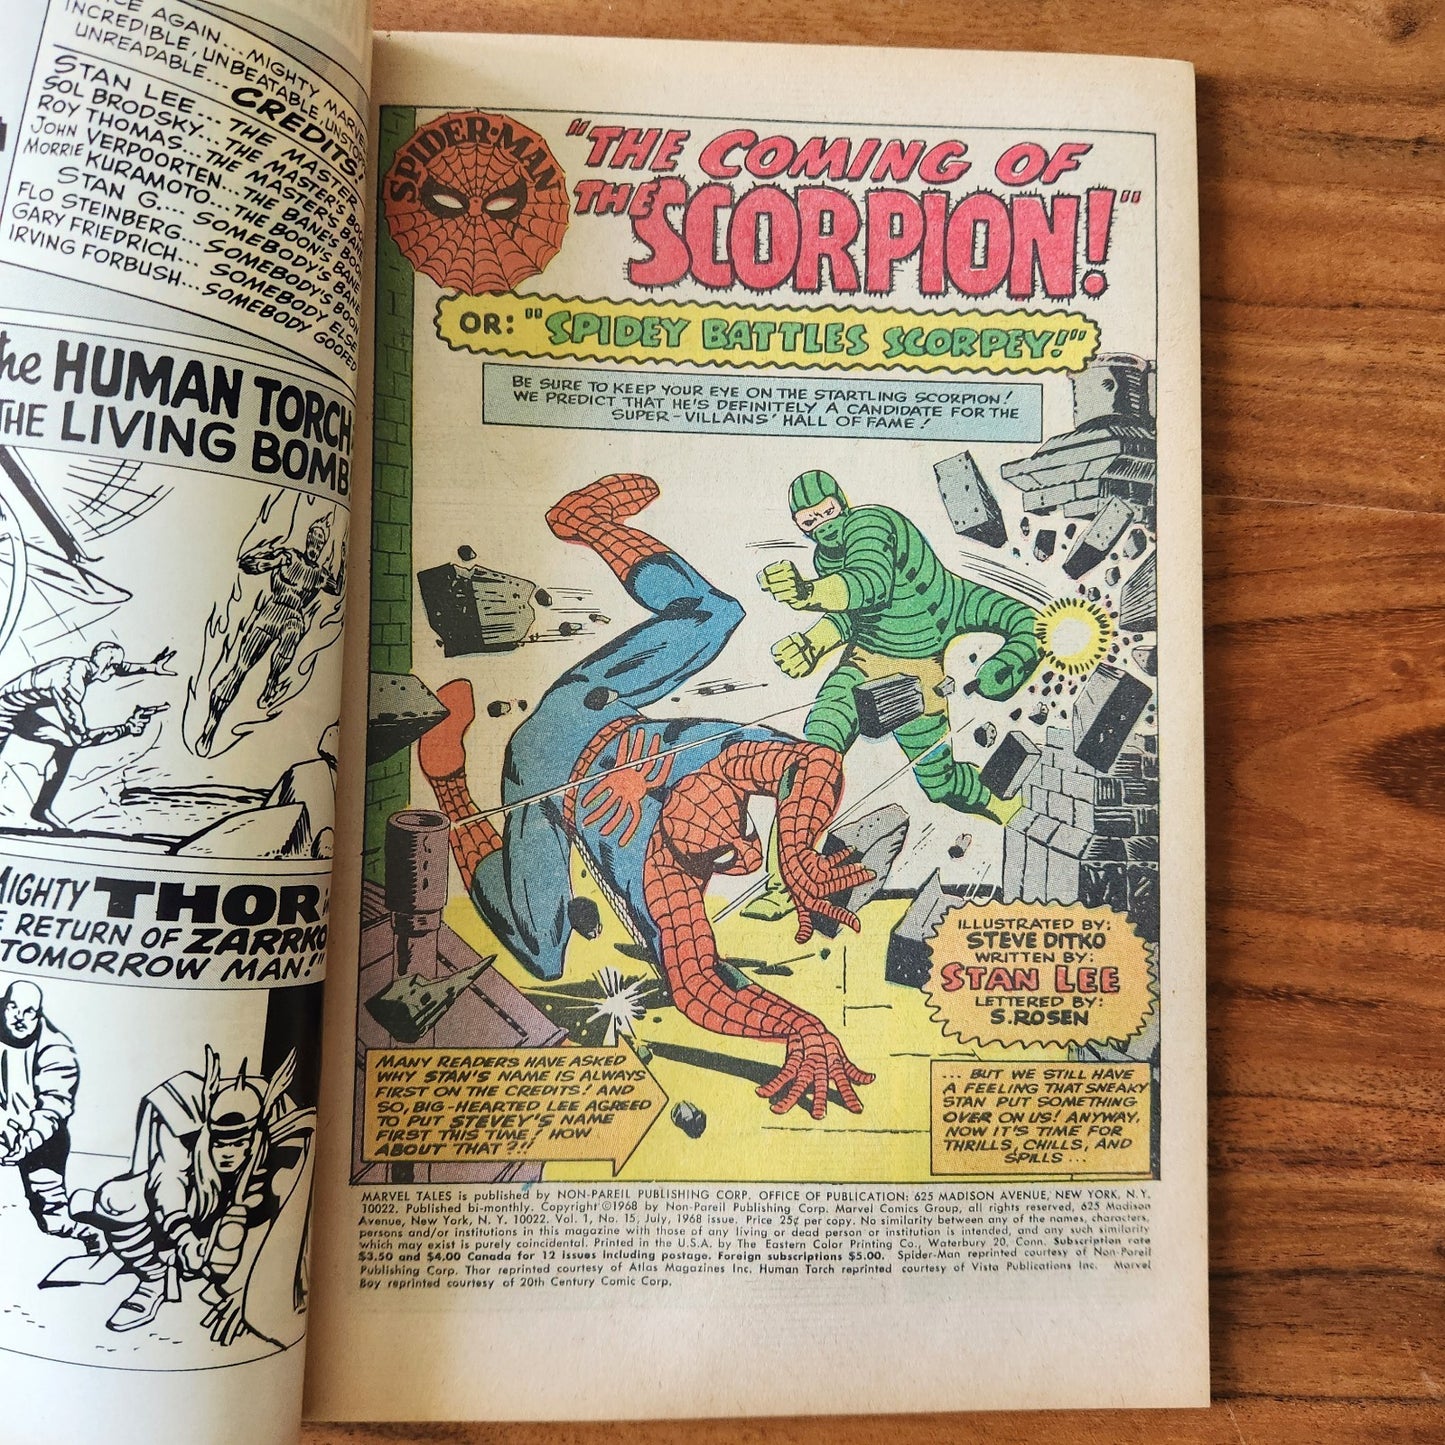 ONCE AGAIN... MIGHTY MARVEL
INCREDIBLE, UNBEATABLE, UNSTOP
UNREADABLE... CREDITS!
STAN LEE... THE MASTER,
SOL BRODSKY... THE MASTER'S BOON
ROY THOMAS... THE MASTER'S BANE
JOHN VERPOORTEN... THE BANE'S BOON
MORRIE KURAMOTO... THE BOON'S BANE
STAN G.... SOMEBODY'S BANE
FLO STEINBERG... SOMEBODY'S BOON
GARY FRIEDRICH... SOMEBODY ELSE
IRVING FORBUSH... SOMEBODY GOOFED
the HUMAN TORCH:
THE LIVING BOMB
MIGHTY THOR:
RETURN OF ZARRKO
TOMORROW MAN!"
SPIDER-MAN
"THE COMING OF
THE SCORPION!"
OR: "SPIDEY BATTLES SCORPEY!"
BE SURE TO KEEP YOUR EYE ON THE STARTLING SCORPION!
WE PREDICT THAT HE'S DEFINITELY A CANDIDATE FOR THE
SUPER-VILLAINS' HALL OF FAME!
ILLUSTRATED BY:
STEVE DITKO
WRITTEN BY:
STAN LEE
LETTERED BY:
S. ROSEN
MANY READERS HAVE ASKED
WHY STAN'S NAME IS ALWAYS
FIRST ON THE CREDITS! AND
SO, BIG-HEARTED LEE AGREED
TO PUT STEVEY'S NAME
FIRST THIS TIME! HOW
ABOUT THAT?!!
... BUT WE STILL HAVE
A FEELING THAT SNEAKY
STAN PUT SOMETHING
OVER ON US! ANYWAY,
NOW IT'S TIME FOR
THRILLS, CHILLS, AND
SPILLS...
MARVEL TALES is published by NON-PAREIL PUBLISHING CORP. OFFICE OF PUBLICATION: 625 MADISON AVENUE, NEW YORK, N.Y.
10022. Published bi-monthly. Copyright ©1968 by Non-Pareil Publishing Corp. Marvel Comics Group, all rights reserved, 625 Madison
Avenue, New York, N. Y. 10022. Vol. 1, No. 15, July, 1968 issue. Price 25¢ per copy. No similarity between any of the names, characters,
persons and/or institutions in this magazine with those of any living or dead person or institution is intended, and any such similarity
which may exist is purely coincidental. Printed in the U.S.A. by The Eastern Color Printing Co., Waterbury 20, Conn. Subscription rate
$3.50 and $4.00 Canada for 12 issues including postage. Foreign subscriptions $5.00. Spider-Man reprinted courtesy of Non-Pareil
Publishing Corp. Thor reprinted courtesy of Atlas Magazines Inc. Human Torch reprinted courtesy of Vista Publications Inc. Marvel
Boy reprinted courtesy of 20th Century Comic Corp.